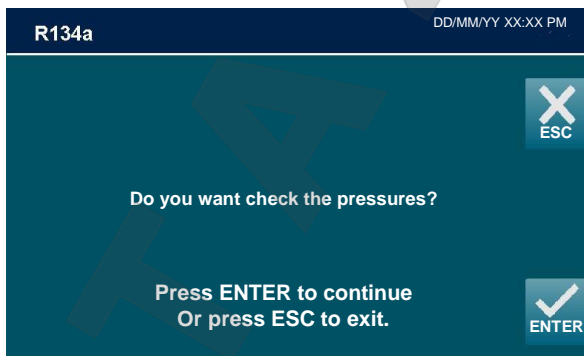 R134a
DD/MM/YY XX:XX PM
ESC
Do you want check the pressures?
Press ENTER to continue
Or press ESC to exit.
ENTER